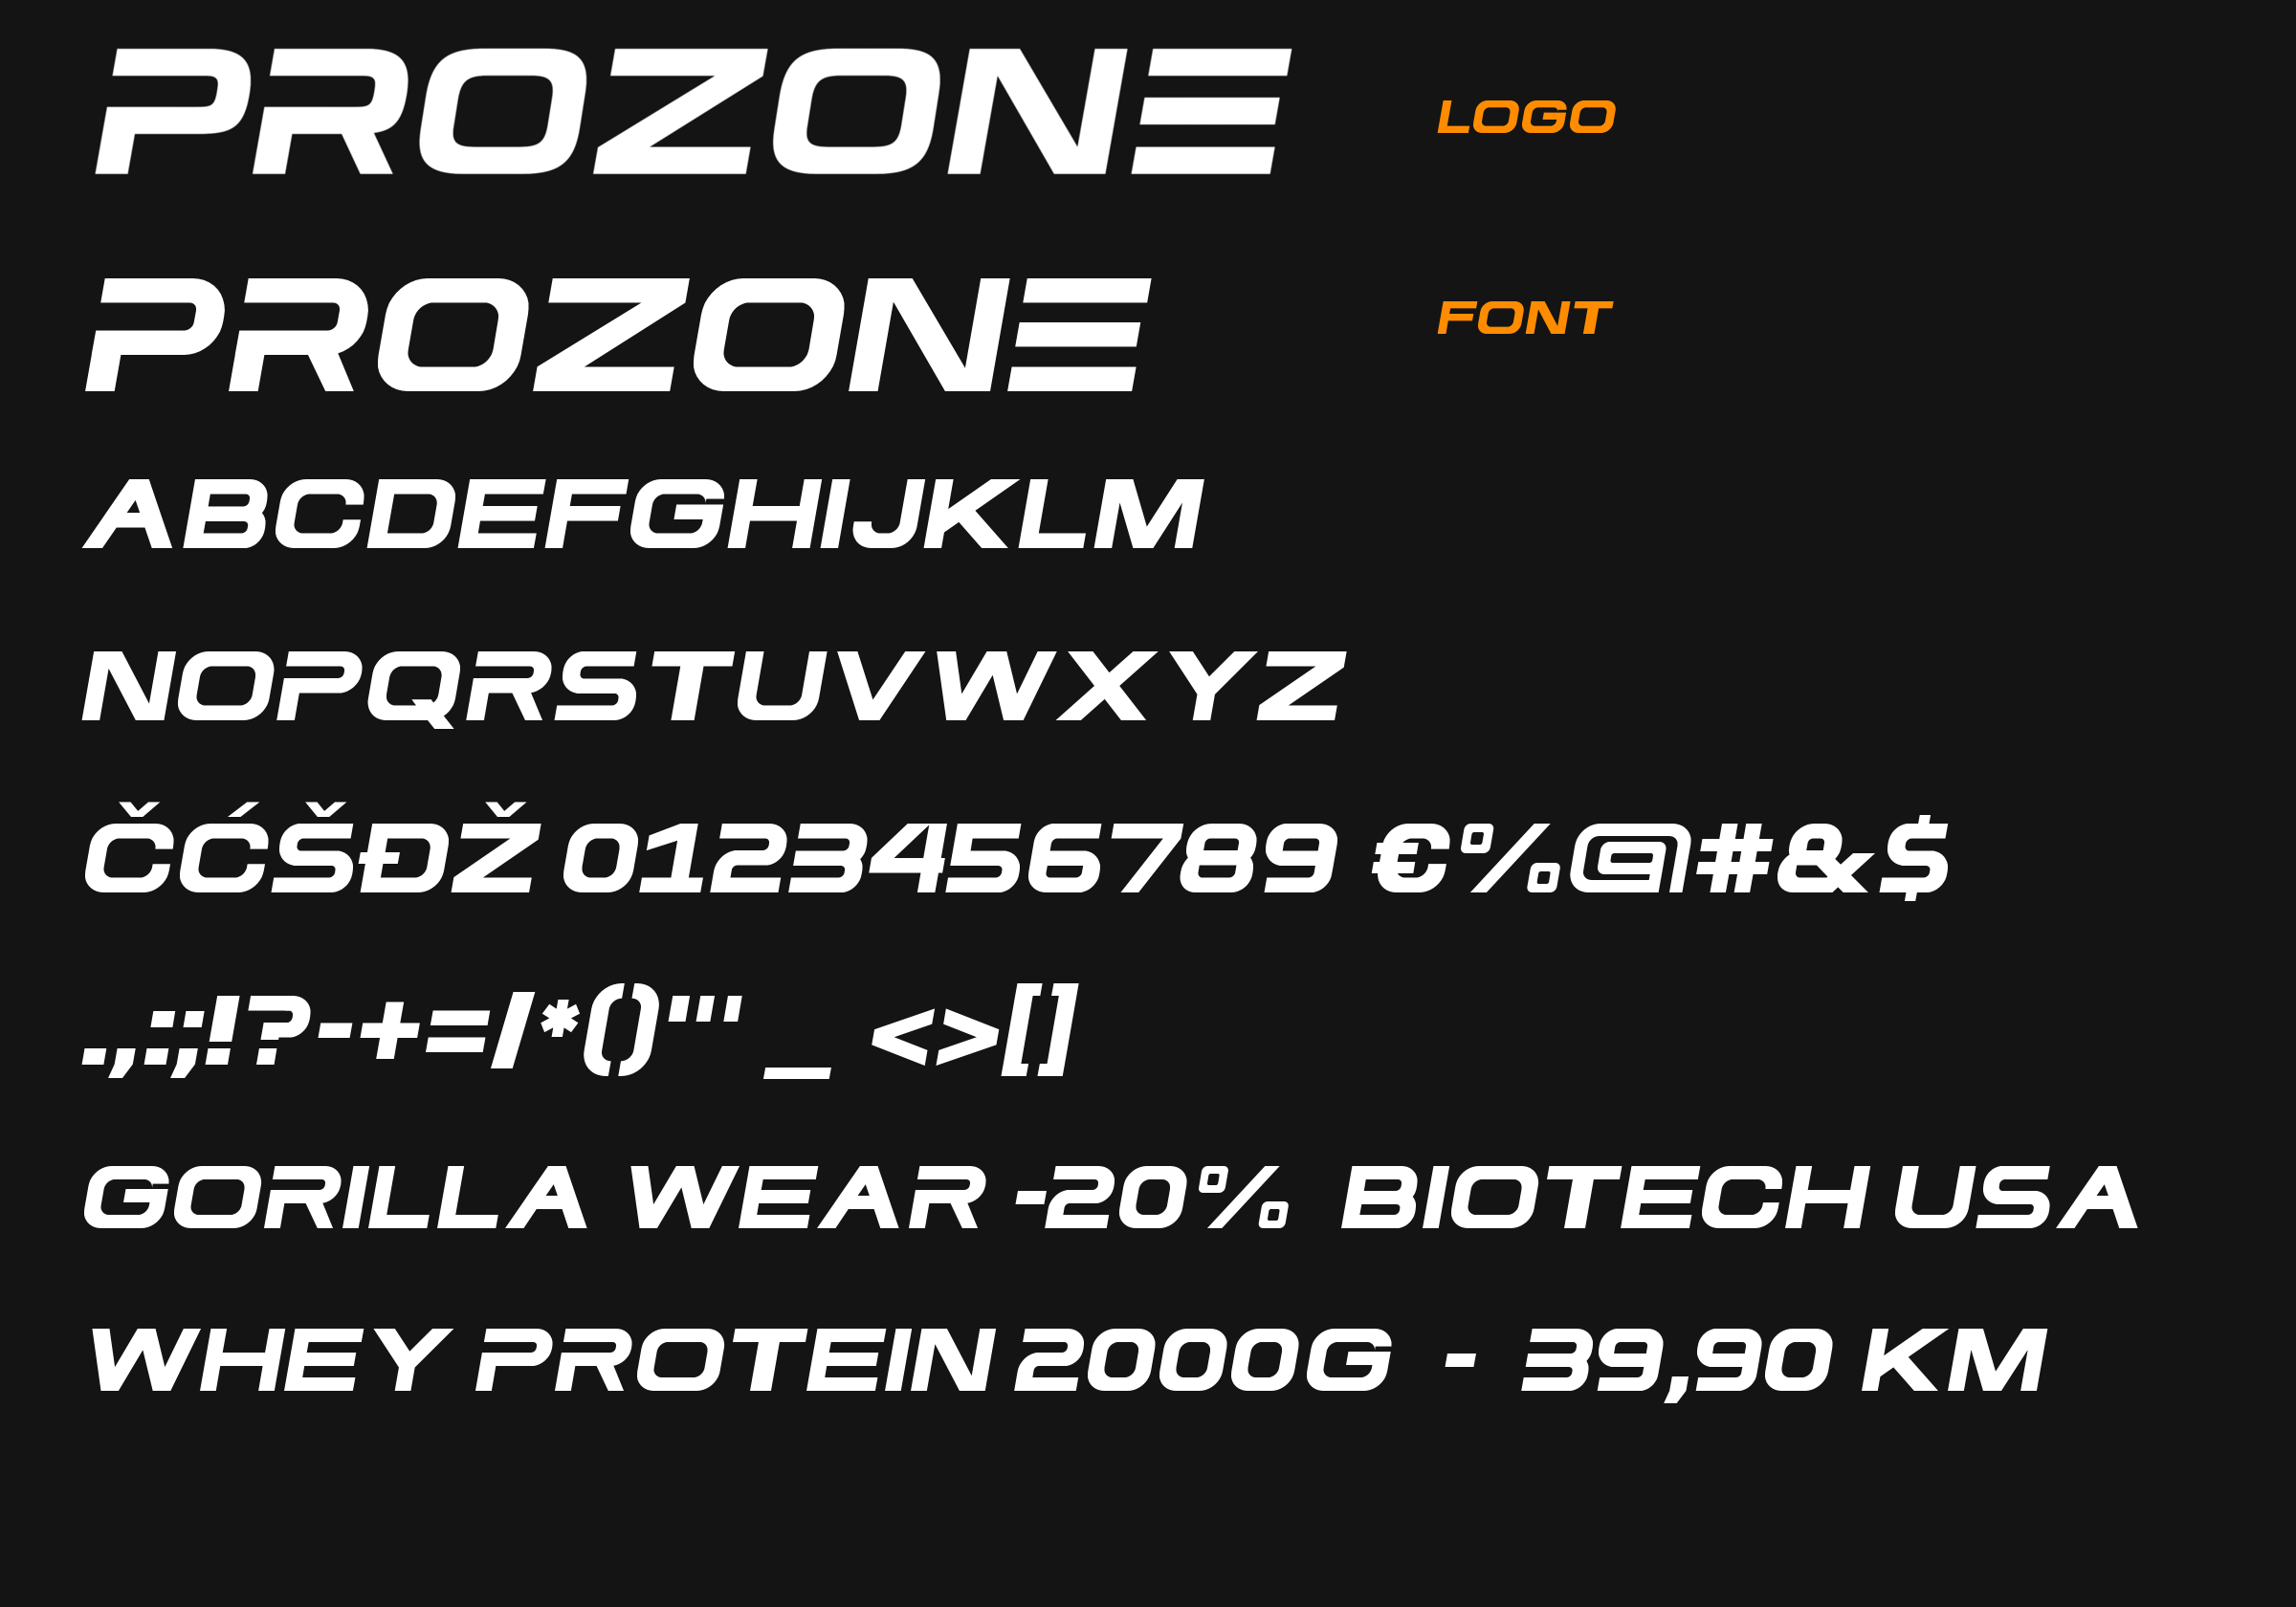 PROZONE LOGO
PROZONE FONT
ABCDEFGHIJKLM
NOPQRSTUVWXYZ
ČĆŠĐŽ 0123456789 €%@#&$
.,:;!?-+=/*()'"_ <>[]
GORILLA WEAR -20% BIOTECH USA
WHEY PROTEIN 2000G - 39,90 KM